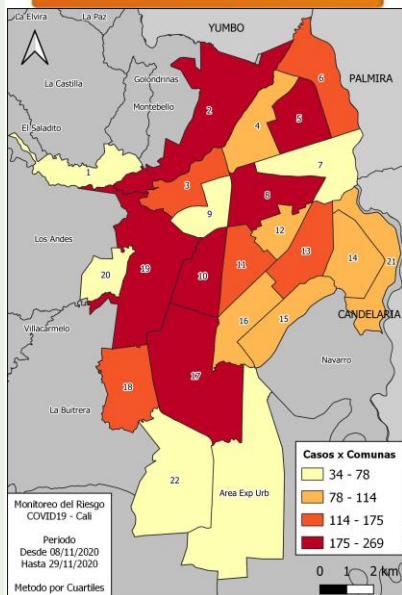 La Elvira
La Paz
YUMBO
La Castilla
Golondrinas
Montebello
PALMIRA
El Saladito
6
2
4
5
7
1
3
8
9
12
Los Andes
19
10
11
13
14
21
20
16
15
CANDELARIA
Villacarmelo
Navarro
18
17
La Buitrera
22
Area Exp Urb
Monitoreo del Riesgo
COVID19 - Cali
Periodo
Desde 08/11/2020
Hasta 29/11/2020
Metodo por Cuartiles
Casos x Comunas
34 - 78
78 - 114
114 - 175
175 - 269
0 1 2 km